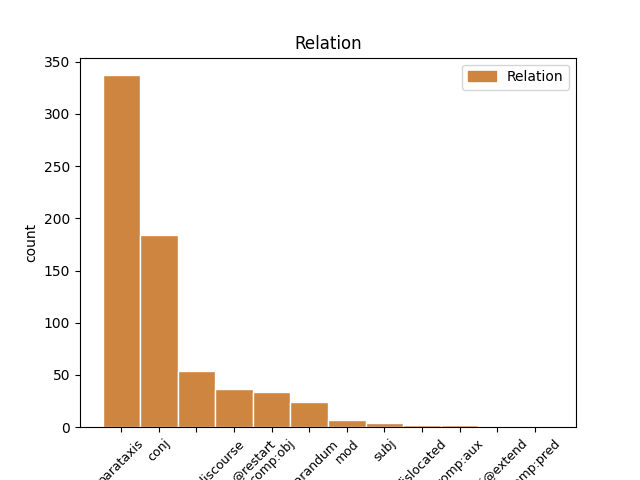 Relation
Relation
count
350
300
250
200
150
100
50
0
parataxis
conj
discourse
@restart
comp:obj
mod
subj
dislocated
comp:aux
@extend
comp:pred